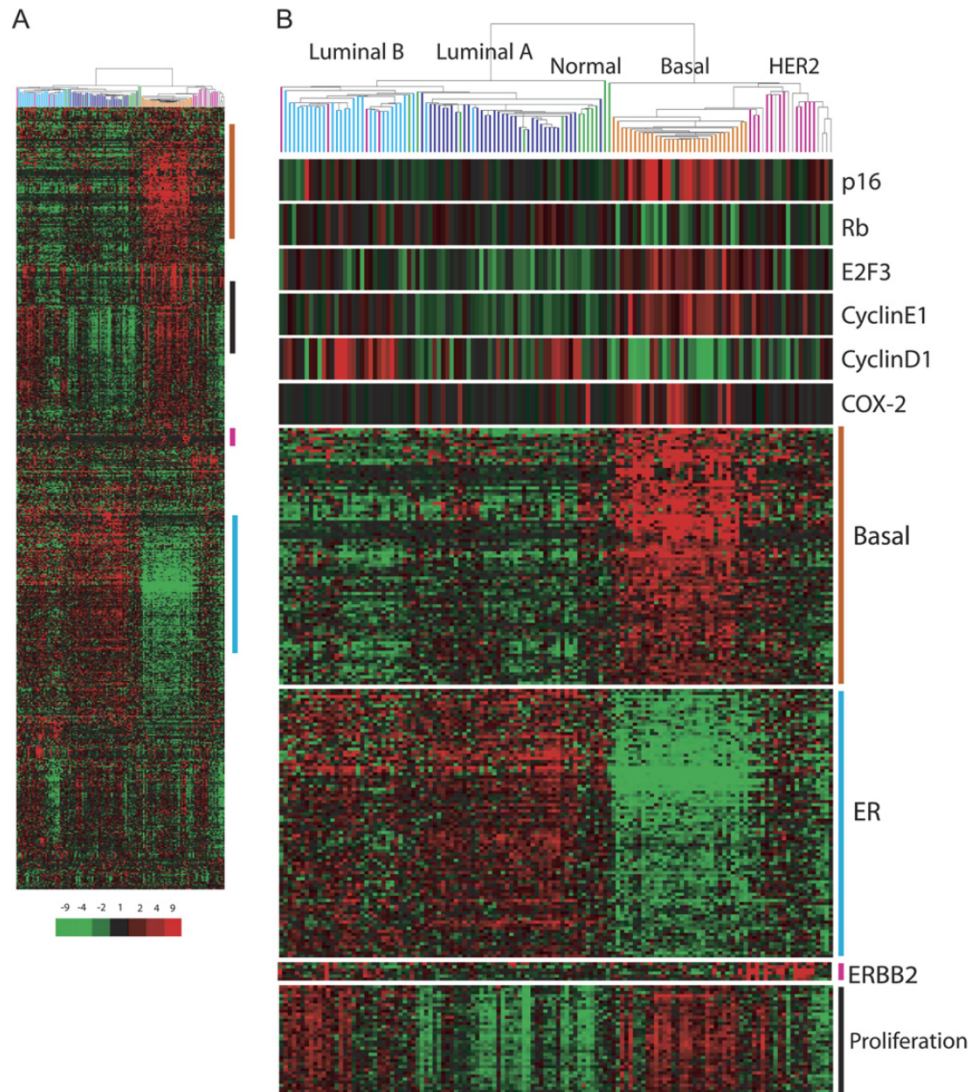 A
B
Luminal B
Luminal A
Normal
Basal
HER2
p16
Rb
E2F3
CyclinE1
CyclinD1
COX-2
Basal
ER
ERBB2
Proliferation
-9 -4 -2 1 2 4 9